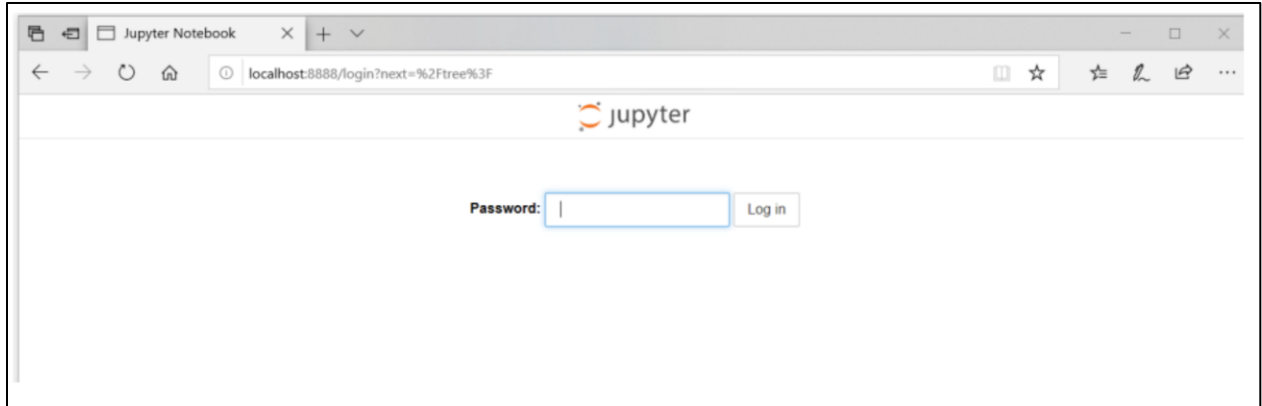 Jupyter Notebook
localhost:8888/login?next=%2Ftree%3F
jupyter
Password:
Log in